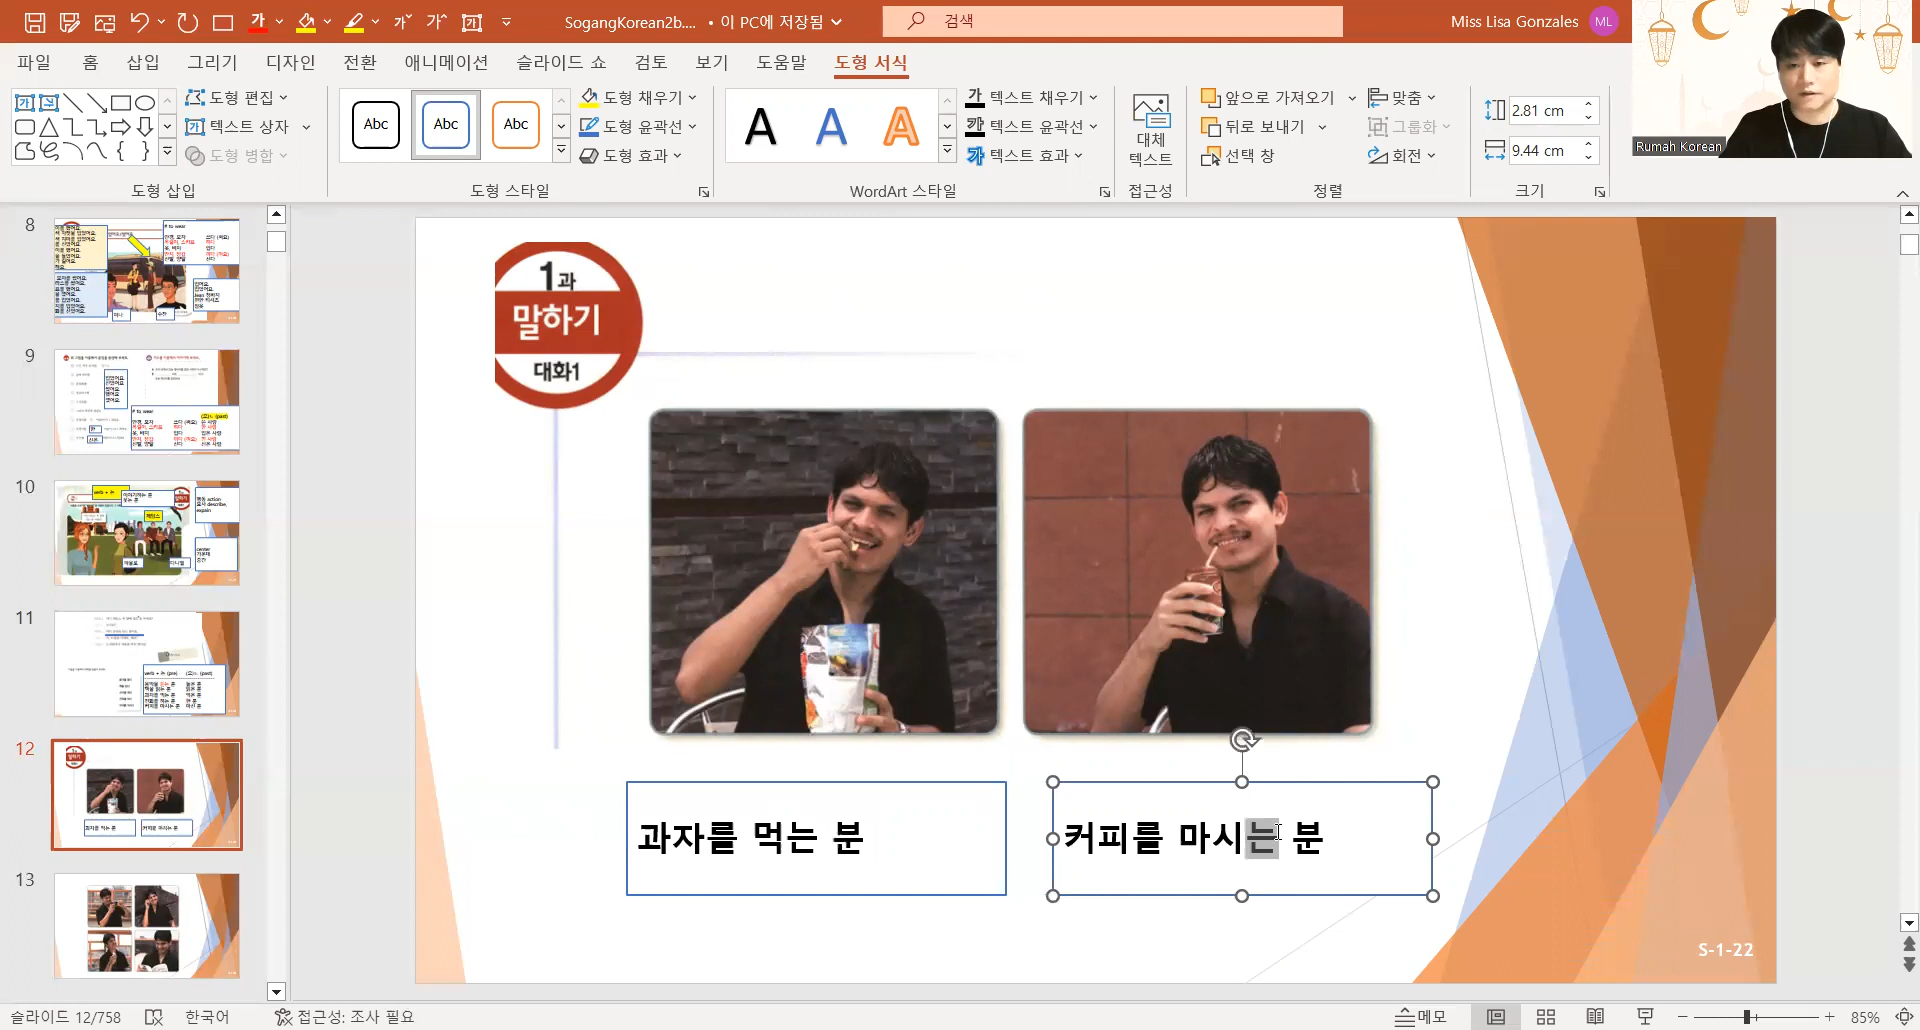 SogangKorean2b.... • 이 PC에 저장됨
검색
Miss Lisa Gonzales
ML
파일 홈 삽입 그리기 디자인 전환 애니메이션 슬라이드 쇼 검토 보기 도움말 도형 서식
도형 편집
텍스트 상자
도형 병합
도형 삽입
Abc Abc Abc
도형 채우기
도형 윤곽선
도형 효과
도형 스타일
A A A
텍스트 채우기
텍스트 윤곽선
텍스트 효과
WordArt 스타일
대체
텍스트
접근성
앞으로 가져오기
뒤로 보내기
선택 창
맞춤
그룹화
회전
정렬
2.81 cm
9.44 cm
크기
Rumah Korean
8
9
10
11
12
13
1과
말하기
대화1
과자를 먹는 분
커피를 마시는 분
S-1-22
슬라이드 12/758
한국어
접근성: 조사 필요
메모
85%